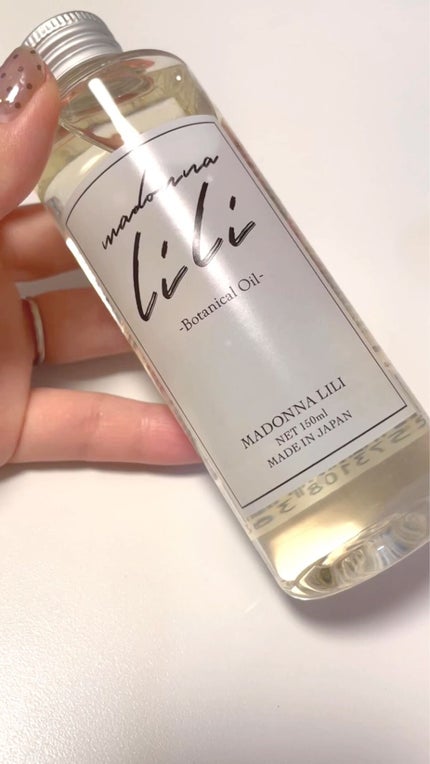 madonna
lili
-Botanical Oil-
MADONNA LILI
NET 150ml
MADE IN JAPAN